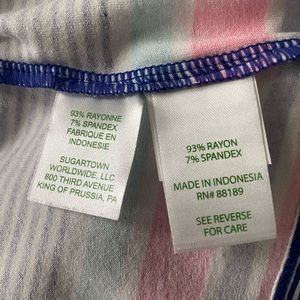 93% RAYONNE
7% SPANDEX
FABRIQUE EN
INDONESIE
SUGARTOWN
WORLDWIDE, LLC
800 THIRD AVENUE
KING OF PRUSSIA, PA
93% RAYON
7% SPANDEX
MADE IN INDONESIA
RN# 88189
SEE REVERSE
FOR CARE